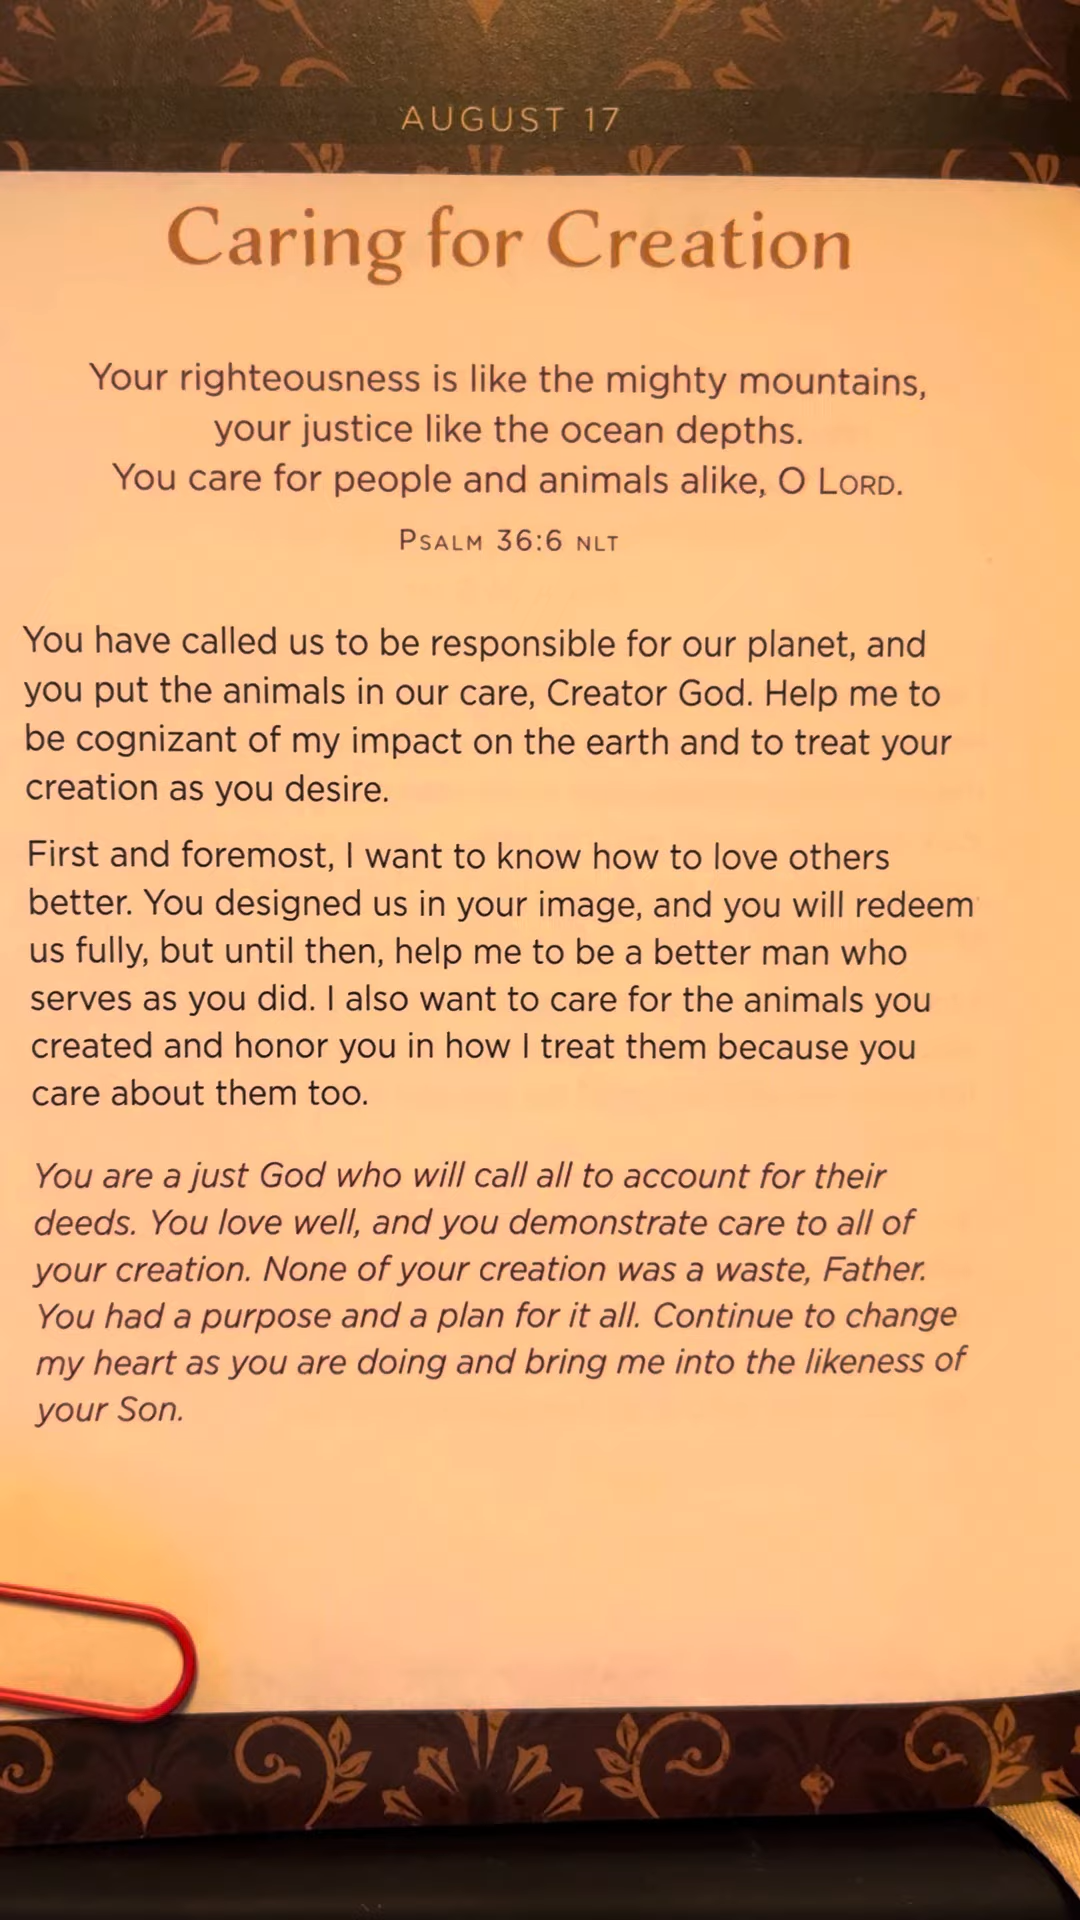 AUGUST 17
Caring for Creation
Your righteousness is like the mighty mountains,
your justice like the ocean depths.
You care for people and animals alike, O LORD.
PSALM 36:6 NLT
You have called us to be responsible for our planet, and
you put the animals in our care, Creator God. Help me to
be cognizant of my impact on the earth and to treat your
creation as you desire.
First and foremost, I want to know how to love others
better. You designed us in your image, and you will redeem
us fully, but until then, help me to be a better man who
serves as you did. I also want to care for the animals you
created and honor you in how I treat them because you
care about them too.
You are a just God who will call all to account for their
deeds. You love well, and you demonstrate care to all of
your creation. None of your creation was a waste, Father.
You had a purpose and a plan for it all. Continue to change
my heart as you are doing and bring me into the likeness of
your Son.